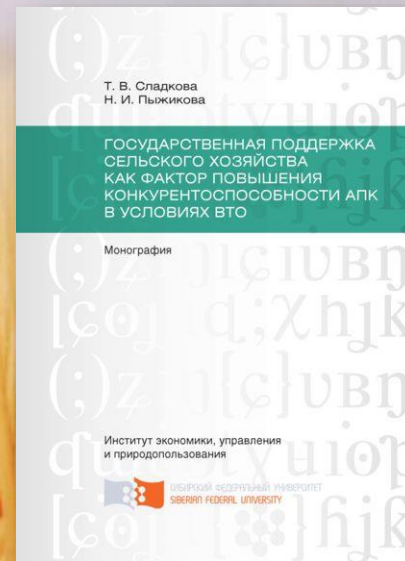 Т. В. Сладкова
Н. И. Пыжикова
ГОСУДАРСТВЕННАЯ ПОДДЕРЖКА
СЕЛЬСКОГО ХОЗЯЙСТВА
КАК ФАКТОР ПОВЫШЕНИЯ
КОНКУРЕНТОСПОСОБНОСТИ АПК
В УСЛОВИЯХ ВТО
Монография
Институт экономики, управления
и природопользования
СИБИРСКИЙ ФЕДЕРАЛЬНЫЙ УНИВЕРСИТЕТ
SIBERIAN FEDERAL UNIVERSITY